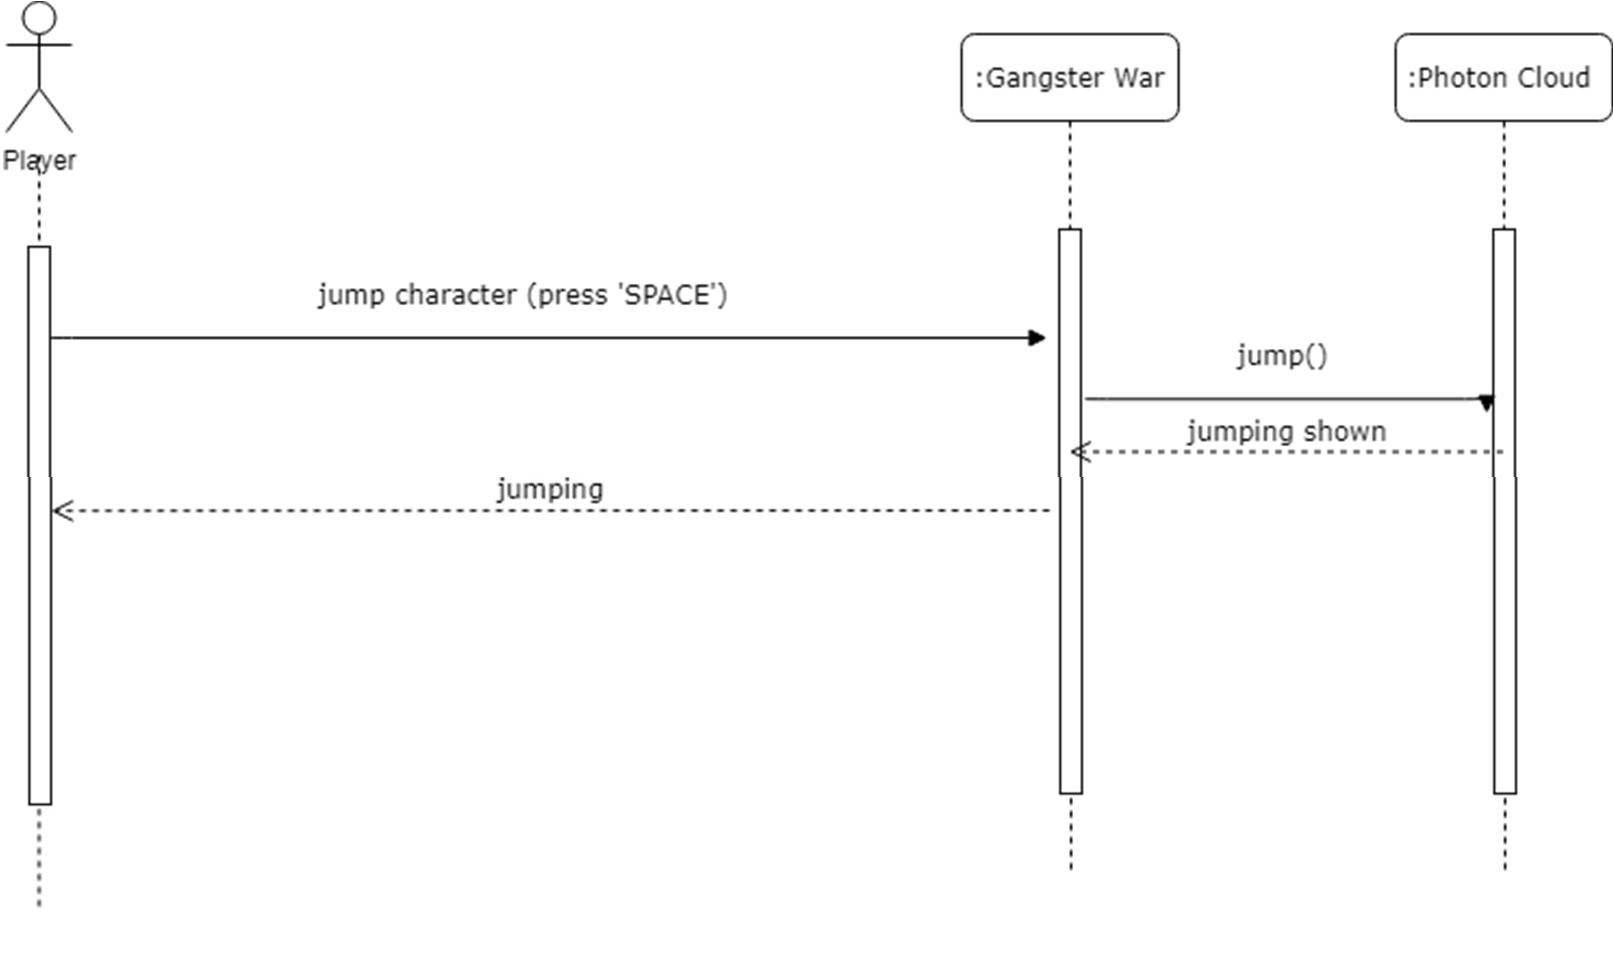 :Gangster War
:Photon Cloud
Player
jump character (press 'SPACE')
jump()
jumping shown
jumping